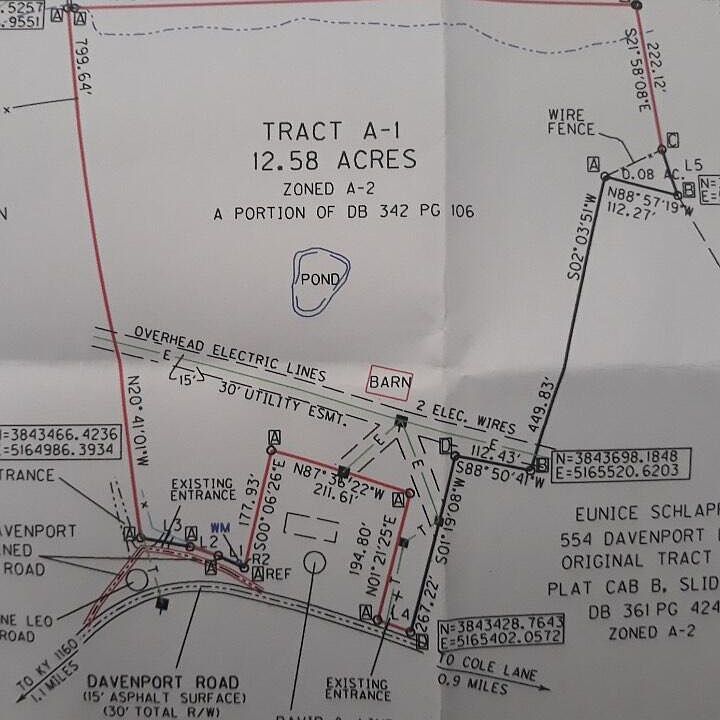 .5257
.9551
A
A
799.64'
222.12'
S21°58'08"E
WIRE
FENCE
C
TRACT A-1
12.58 ACRES
ZONED A-2
A PORTION OF DB 342 PG 106
A
0.08 AC.
L5
B
N88°57'19"W
112.27'
S02°03'51"W
POND
OVERHEAD ELECTRIC LINES
E
15'
30' UTILITY ESMT.
BARN
2 ELEC. WIRES
E
449.83'
N20°41'01"W
N=3843466.4236
E=5164986.3934
TRANCE
EXISTING
ENTRANCE
A
N87°36'22"W
211.61'
E
E
D
112.43'
S88°50'41"W
B
N=3843698.1848
E=5165520.6203
177.93'
S00°06'26"E
A
S01°19'08"W
267.22'
194.80'
N01°21'25"E
EUNICE SCHLAP
554 DAVENPORT
ORIGINAL TRACT
PLAT CAB B, SLID
DB 361 PG 424
ZONED A-2
A
L3
L2
WM
L1
R2
A
A REF
AVENPORT
NED
ROAD
T
T
NE LEO
ROAD
A
L4
D
N=3843428.7643
E=5165402.0572
TO KY 1160
1.1 MILES
DAVENPORT ROAD
(15' ASPHALT SURFACE)
(30' TOTAL R/W)
EXISTING
ENTRANCE
TO COLE LANE
0.9 MILES